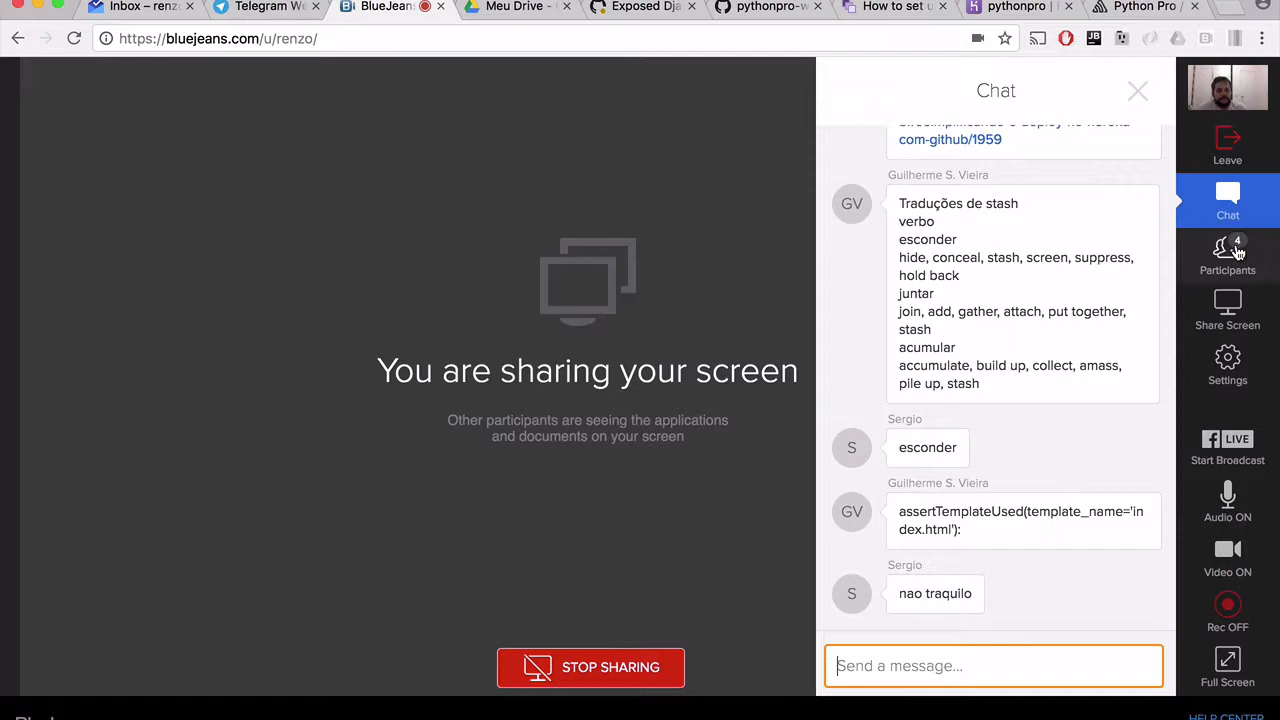 Inbox – renzo
Telegram We
BlueJeans
Meu Drive –
Exposed Dja
pythonpro-w
How to set u
pythonpro |
Python Pro /
https://bluejeans.com/u/renzo/
Chat
com-github/1959
Guilherme S. Vieira
GV
Traduções de stash
verbo
esconder
hide, conceal, stash, screen, suppress,
hold back
juntar
join, add, gather, attach, put together,
stash
acumular
accumulate, build up, collect, amass,
pile up, stash
Sergio
S
esconder
Guilherme S. Vieira
GV
assertTemplateUsed(template_name='in
dex.html'):
Sergio
S
nao traquilo
Send a message...
You are sharing your screen
Other participants are seeing the applications
and documents on your screen
STOP SHARING
Leave
Chat
4
Participants
Share Screen
Settings
LIVE
Start Broadcast
Audio ON
Video ON
Rec OFF
Full Screen
HELP CENTER